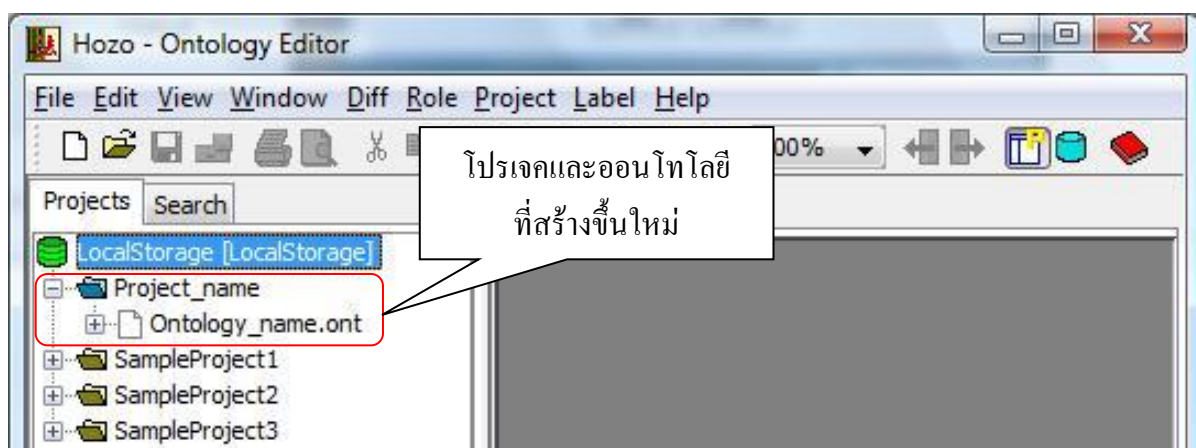 Hozo - Ontology Editor
File Edit View Window Diff Role Project Label Help
00%
โปรเจคและออนโทโลยี
ที่สร้างขึ้นใหม่
Projects Search
LocalStorage [LocalStorage]
Project_name
Ontology_name.ont
SampleProject1
SampleProject2
SampleProject3